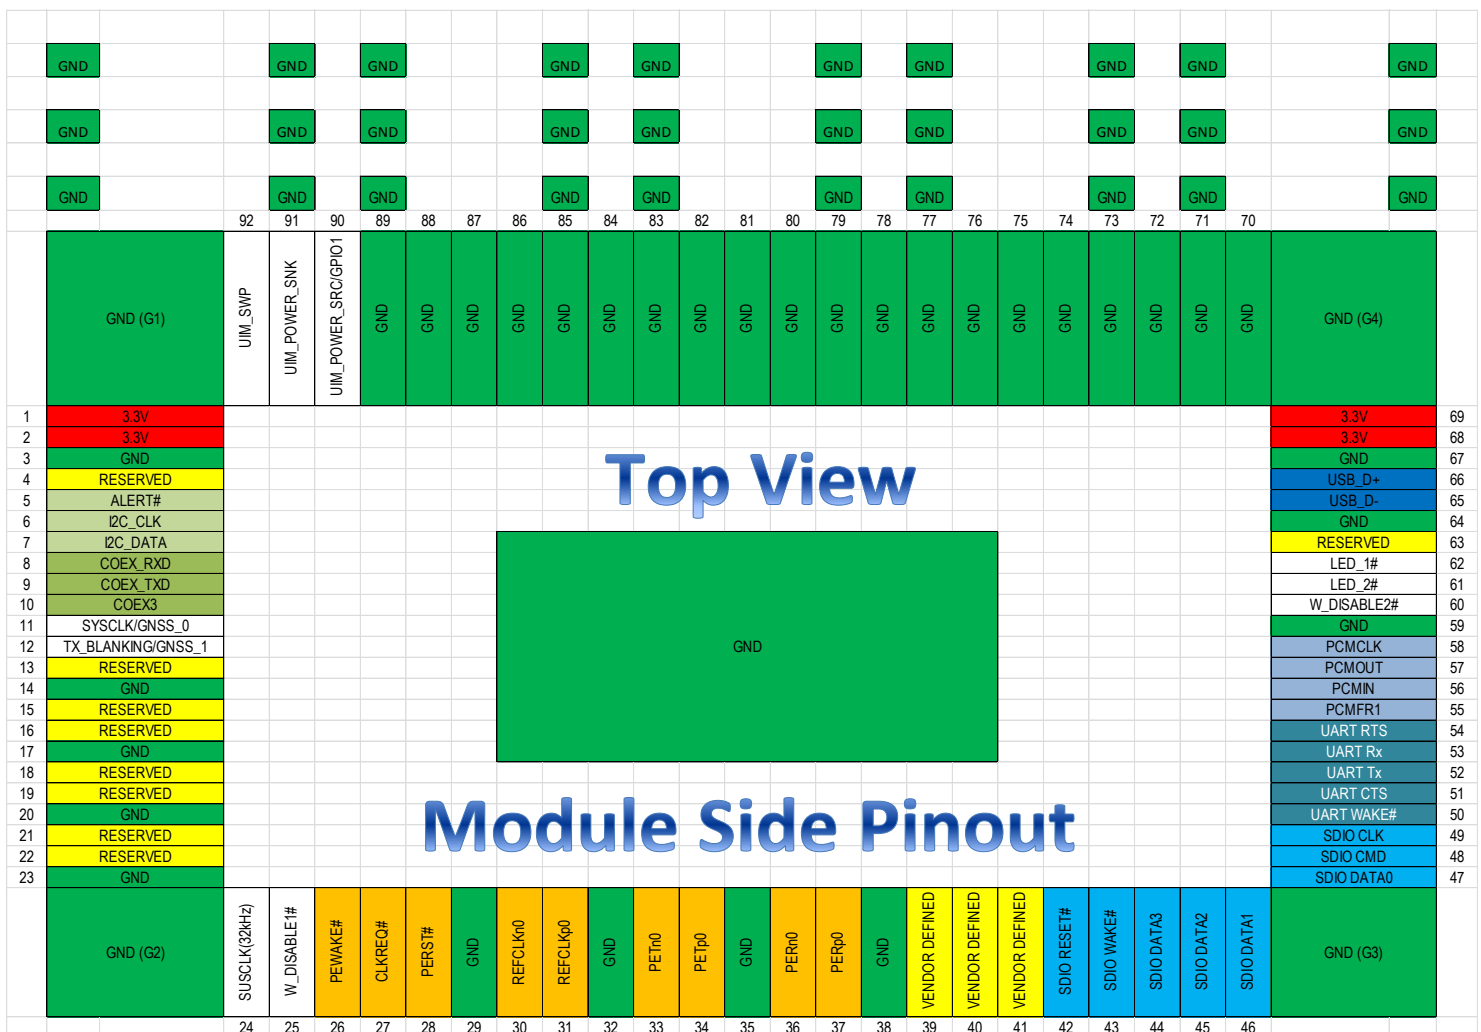 GND GND GND GND GND GND GND GND GND GND
GND GND GND GND GND GND GND GND GND GND
GND GND GND GND GND GND GND GND GND GND
92 91 90 89 88 87 86 85 84 83 82 81 80 79 78 77 76 75 74 73 72 71 70
GND (G1) UIM_SWP UIM_POWER_SNK UIM_POWER_SRC/GPIO1 GND GND GND GND GND GND GND GND GND GND GND GND GND GND GND GND GND GND GND GND GND (G4)
1 3.3V 3.3V 69
2 3.3V 3.3V 68
3 GND GND 67
4 RESERVED USB_D+ 66
5 ALERT# USB_D- 65
6 I2C_CLK GND 64
7 I2C_DATA RESERVED 63
8 COEX_RXD LED_1# 62
9 COEX_TXD LED_2# 61
10 COEX3 W_DISABLE2# 60
11 SYSCLK/GNSS_0 GND 59
12 TX_BLANKING/GNSS_1 PCMCLK 58
13 RESERVED PCMOUT 57
14 GND PCMIN 56
15 RESERVED PCMFR1 55
16 RESERVED UART RTS 54
17 GND UART Rx 53
18 RESERVED UART Tx 52
19 RESERVED UART CTS 51
20 GND UART WAKE# 50
21 RESERVED SDIO CLK 49
22 RESERVED SDIO CMD 48
23 GND SDIO DATA0 47
Top View
GND
Module Side Pinout
GND (G2) SUSCLK(32kHz) W_DISABLE1# PEWAKE# CLKREQ# PERST# GND REFCLKn0 REFCLKp0 GND PETn0 PETp0 GND PERn0 PERp0 GND VENDOR DEFINED VENDOR DEFINED VENDOR DEFINED SDIO RESET# SDIO WAKE# SDIO DATA3 SDIO DATA2 SDIO DATA1 GND (G3)
24 25 26 27 28 29 30 31 32 33 34 35 36 37 38 39 40 41 42 43 44 45 46